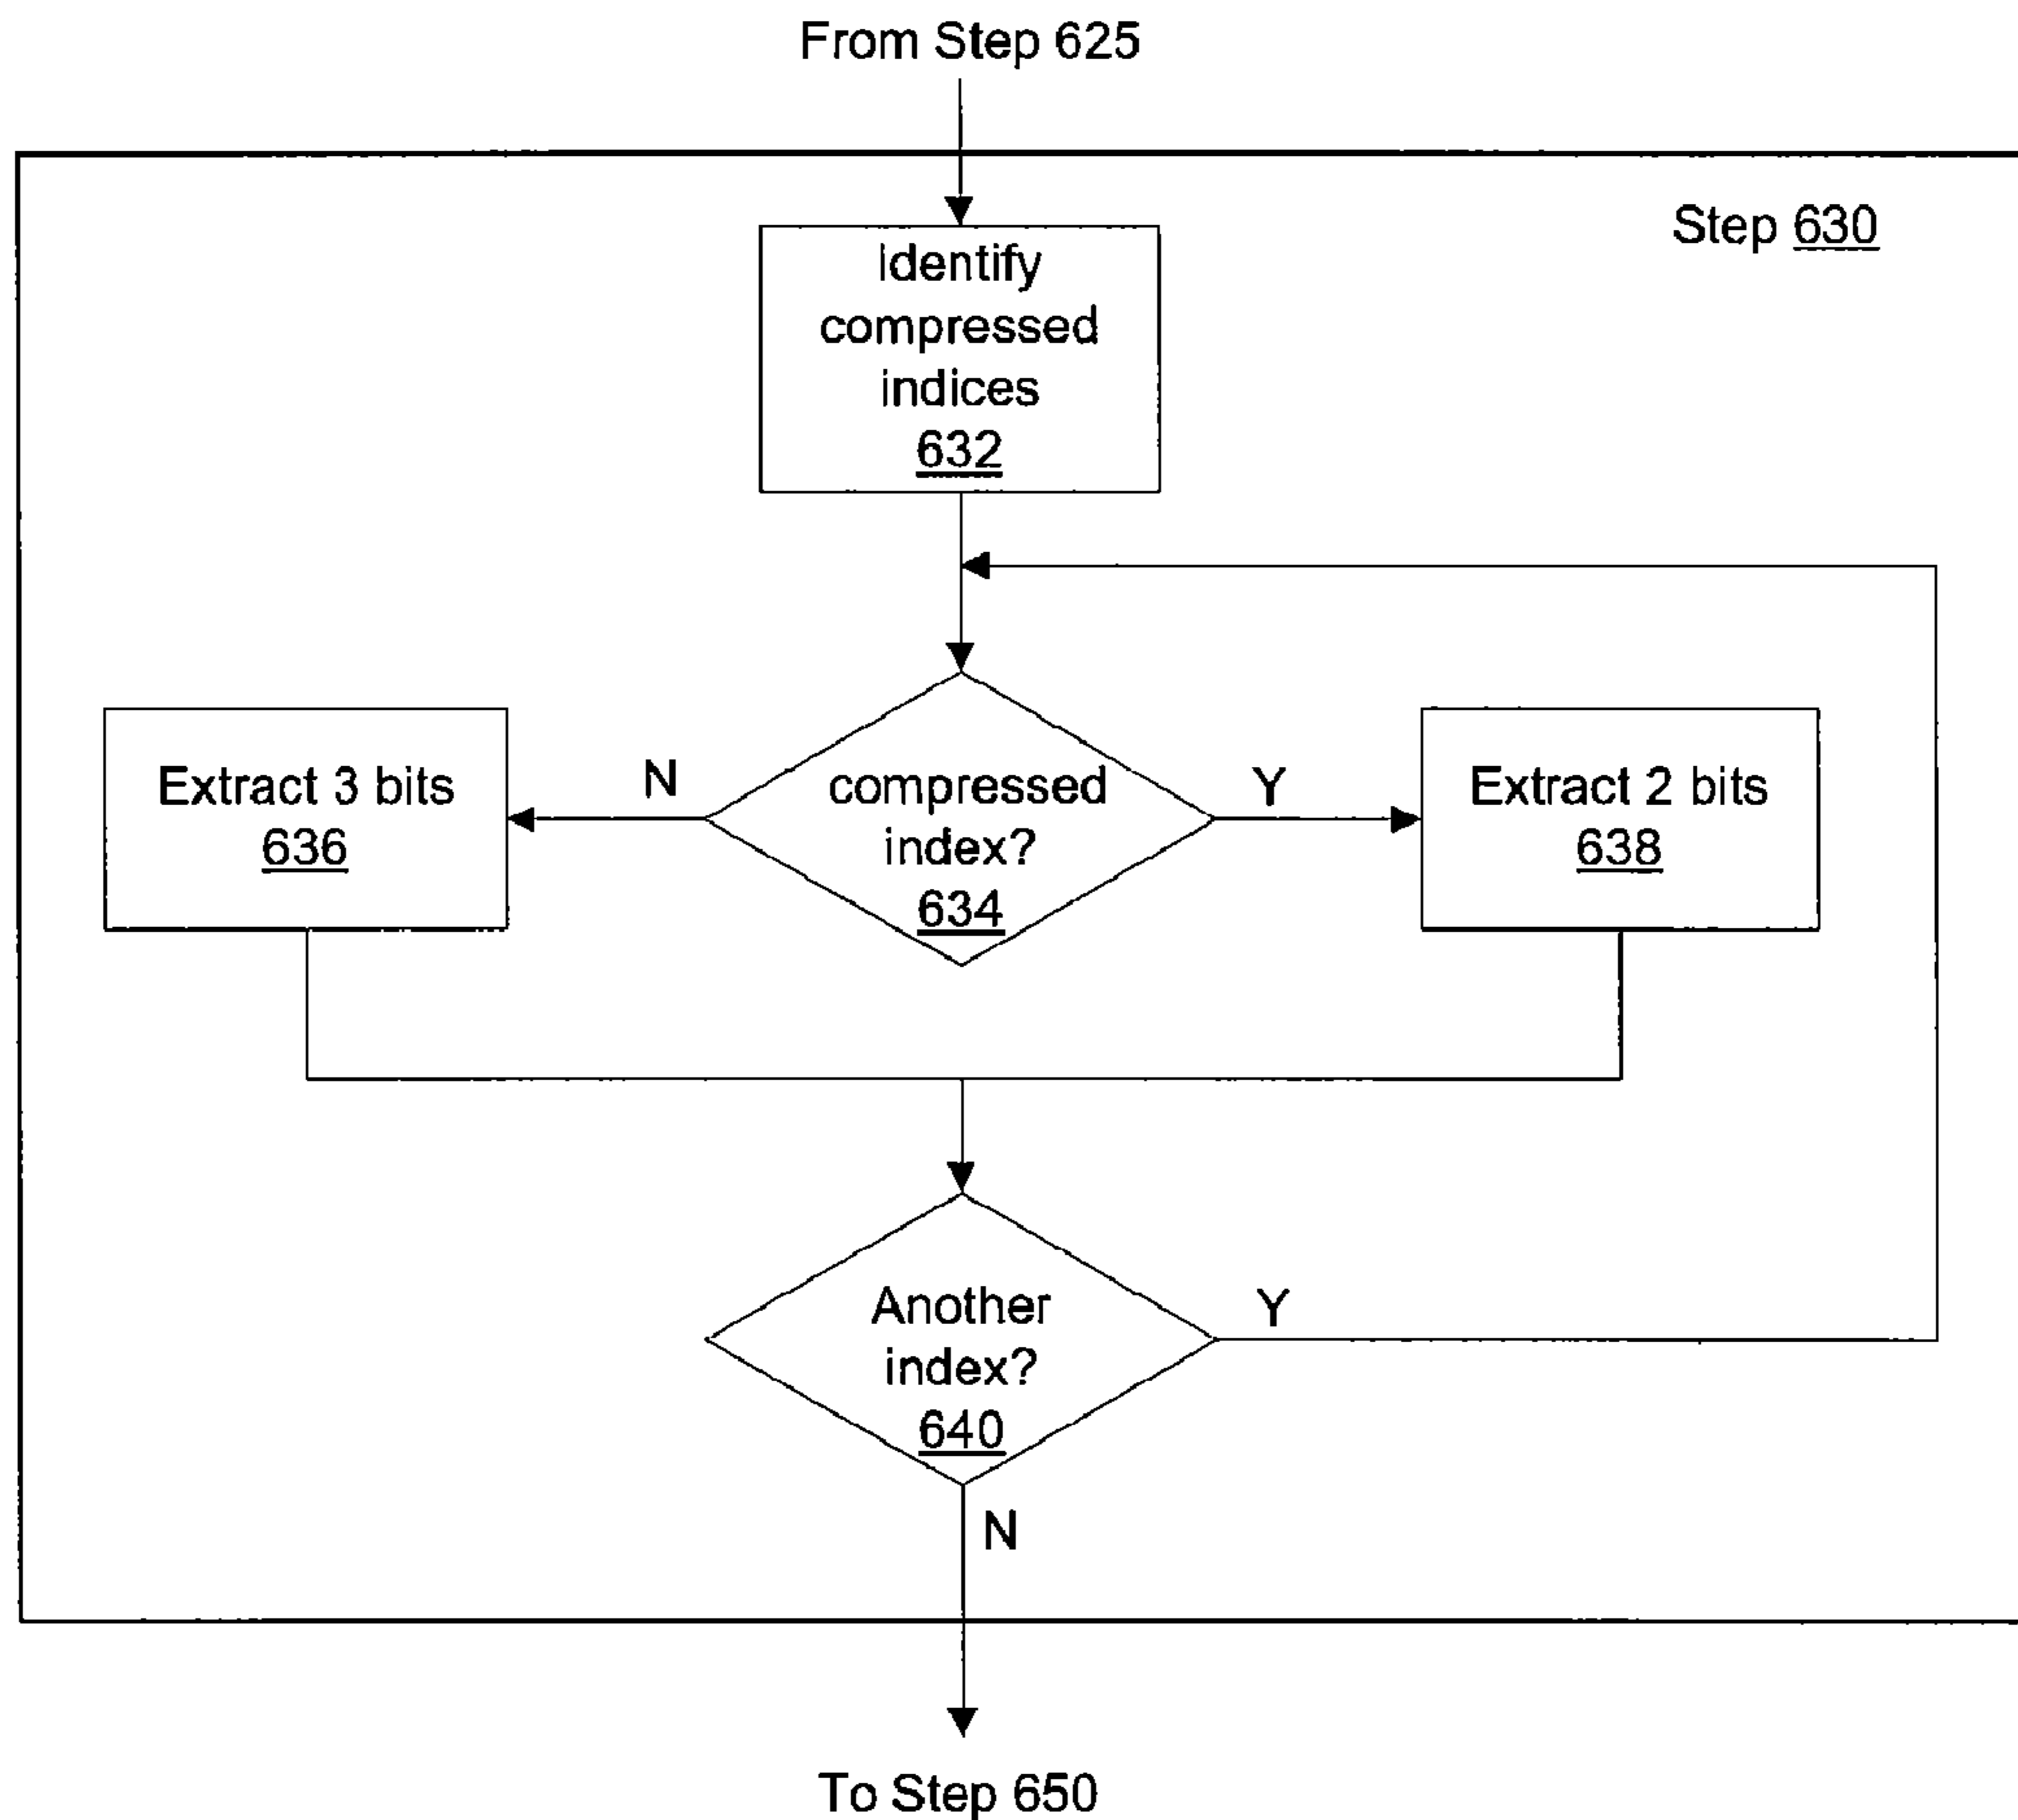 From Step 625
Step 630
Identify
compressed
indices
632
Extract 3 bits
636
N
compressed
index?
634
Y
Extract 2 bits
638
Another
index?
640
Y
N
To Step 650